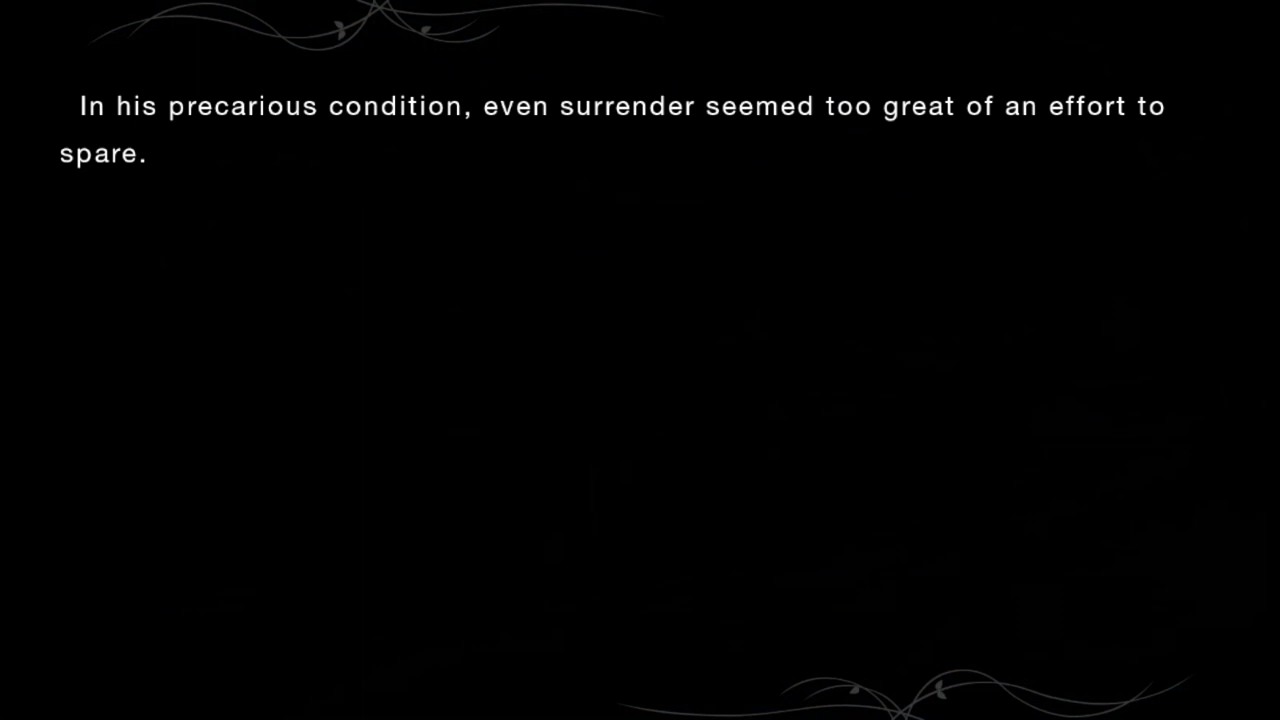 In his precarious condition, even surrender seemed too great of an effort to
spare.